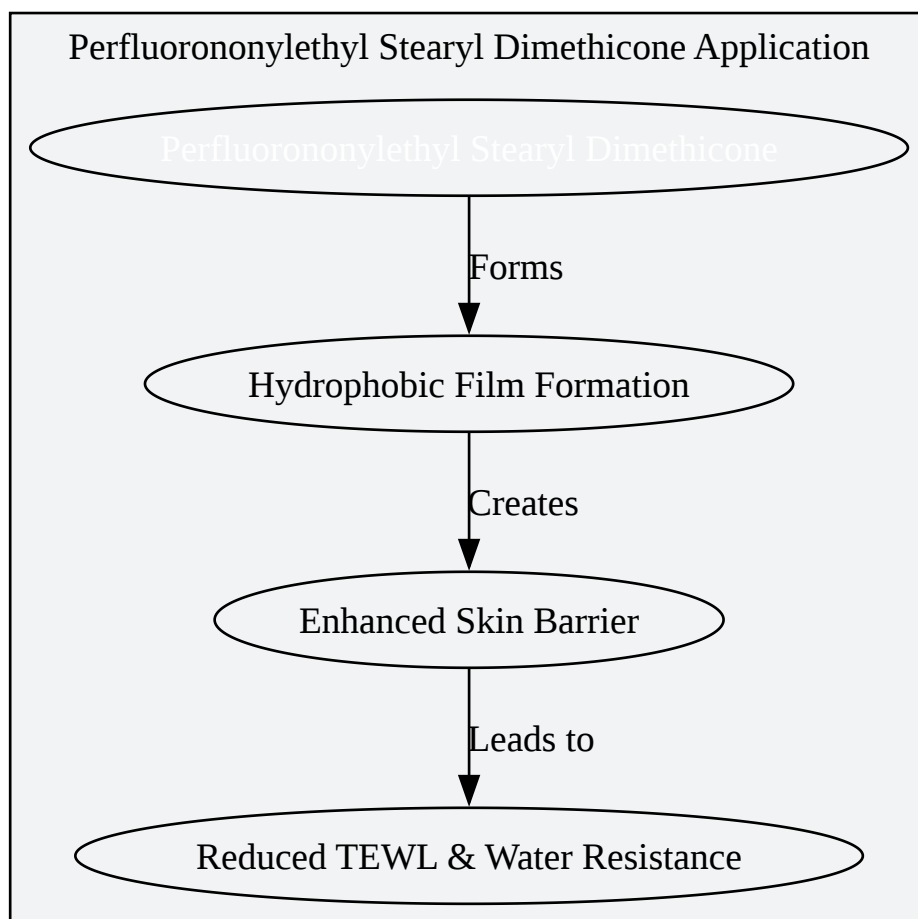 Perfluorononylethyl Stearyl Dimethicone Application
Perfluorononylethyl Stearyl Dimethicone
Forms
Hydrophobic Film Formation
Creates
Enhanced Skin Barrier
Leads to
Reduced TEWL & Water Resistance